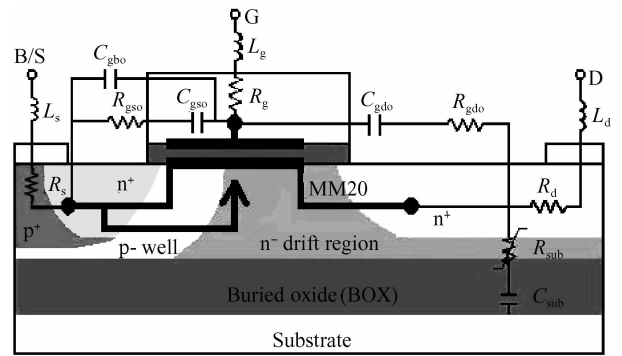 G
B/S
C_gbo
L_g
D
L_s
R_gso
C_gso
R_g
C_gdo
R_gdo
L_d
R_s
n⁺
MM20
R_d
p⁺
p- well
n⁻ drift region
n⁺
R_sub
Buried oxide (BOX)
C_sub
Substrate